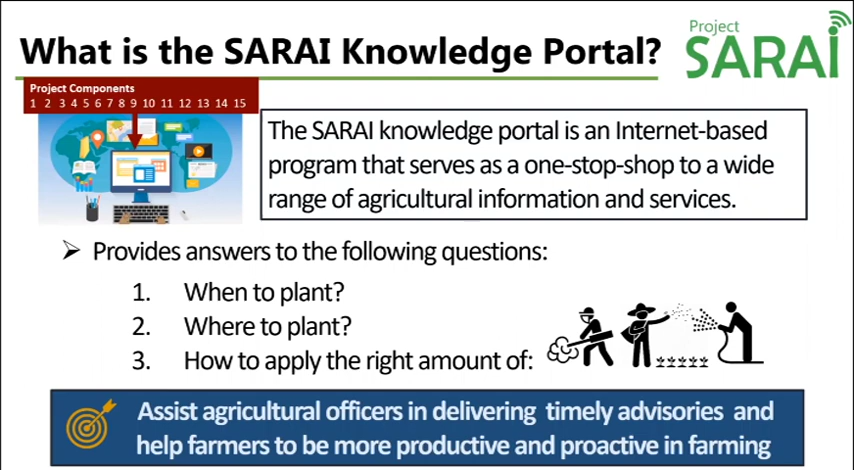 What is the SARAI Knowledge Portal?
Project
SARAi
Project Components
1 2 3 4 5 6 7 8 9 10 11 12 13 14 15
The SARAI knowledge portal is an Internet-based
program that serves as a one-stop-shop to a wide
range of agricultural information and services.
➢ Provides answers to the following questions:
1. When to plant?
2. Where to plant?
3. How to apply the right amount of:
Assist agricultural officers in delivering timely advisories and
help farmers to be more productive and proactive in farming